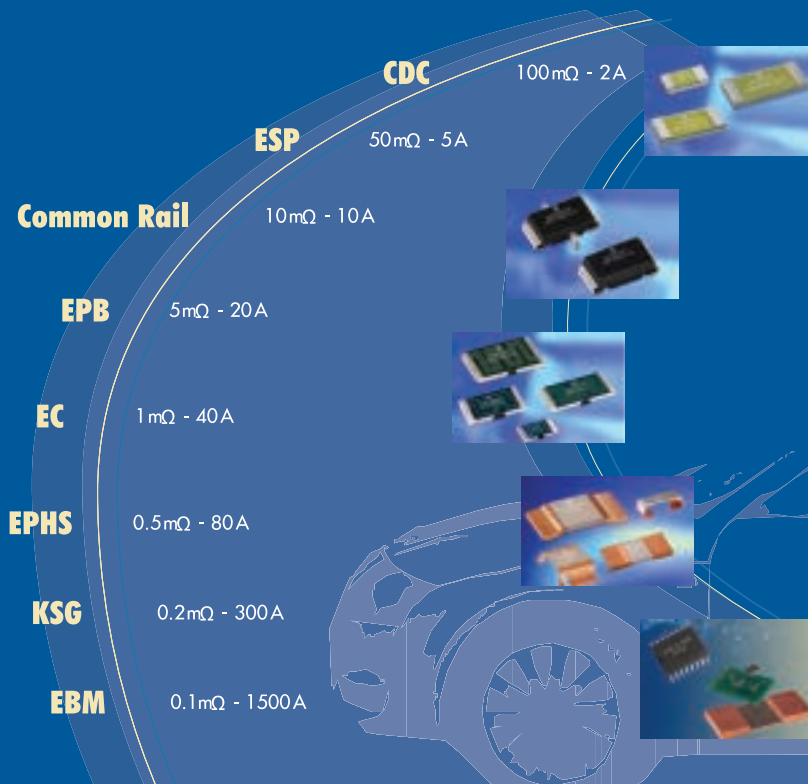 CDC 100mΩ - 2A
ESP 50mΩ - 5A
Common Rail 10mΩ - 10A
EPB 5mΩ - 20A
EC 1mΩ - 40A
EPHS 0.5mΩ - 80A
KSG 0.2mΩ - 300A
EBM 0.1mΩ - 1500A